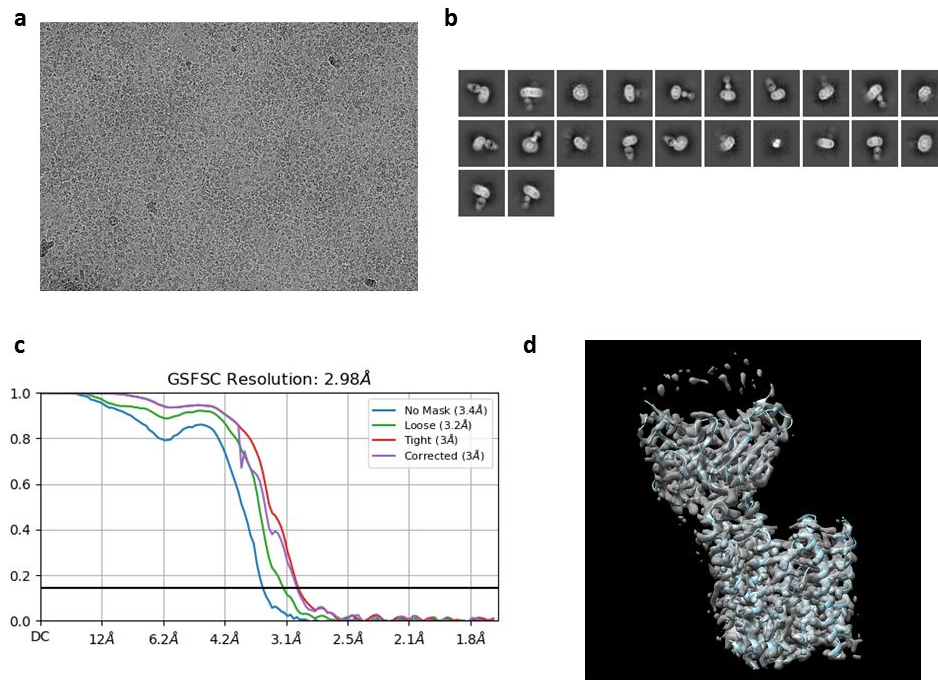 a
b
c
d
GSFSC Resolution: 2.98Å
1.0
0.8
0.6
0.4
0.2
0.0
No Mask (3.4Å)
Loose (3.2Å)
Tight (3Å)
Corrected (3Å)
DC 12Å 6.2Å 4.2Å 3.1Å 2.5Å 2.1Å 1.8Å